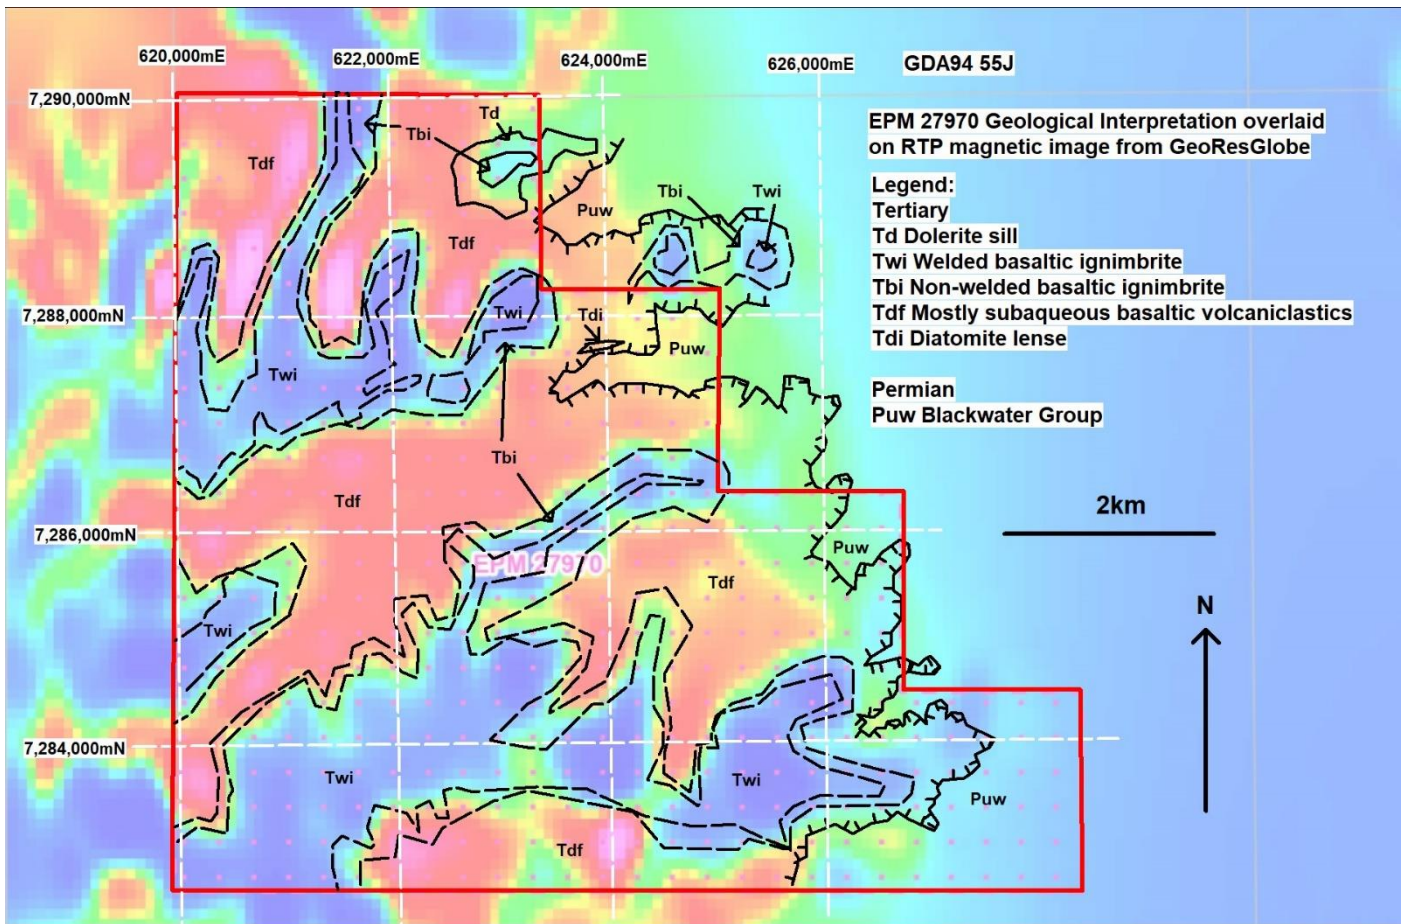 620,000mE
622,000mE
624,000mE
626,000mE
GDA94 55J
7,290,000mN
EPM 27970 Geological Interpretation overlaid
on RTP magnetic image from GeoResGlobe
Legend:
Tertiary
Td Dolerite sill
Twi Welded basaltic ignimbrite
Tbi Non-welded basaltic ignimbrite
Tdf Mostly subaqueous basaltic volcaniclastics
Tdi Diatomite lense
Permian
Puw Blackwater Group
Td
Tbi
Tdf
Tbi
Twi
Puw
Tdf
7,288,000mN
Twi
Tdi
Puw
Twi
Tbi
Tdf
2km
7,286,000mN
Puw
EPM 27970
Tdf
N
Twi
7,284,000mN
Twi
Twi
Puw
Tdf